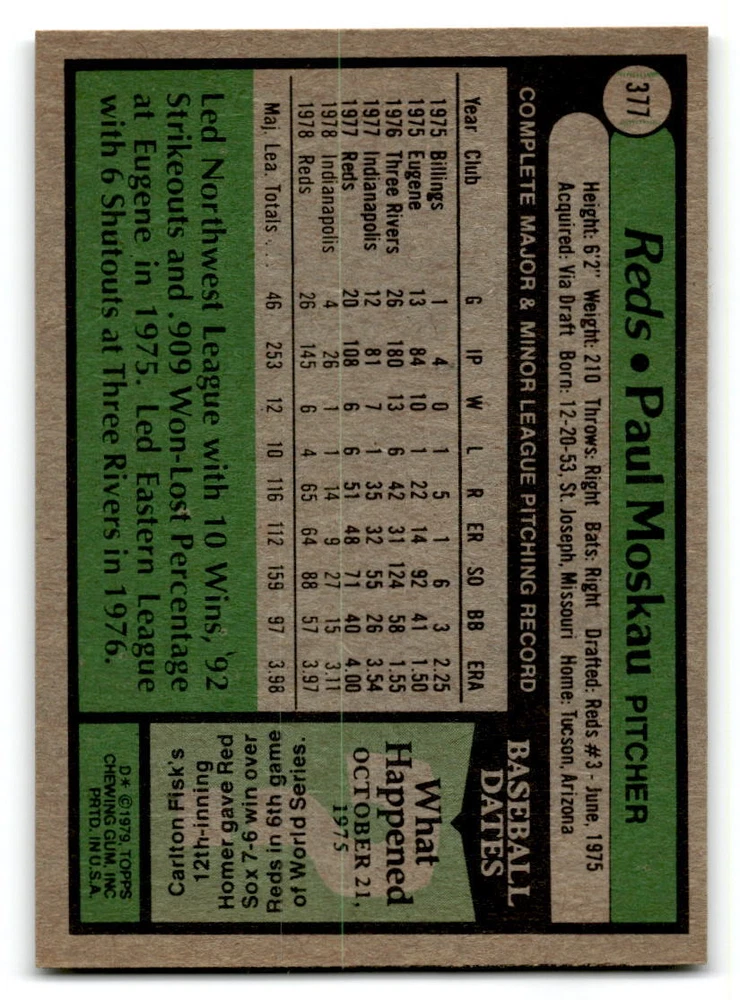 377
Reds • Paul Moskau PITCHER
Height: 6'2" Weight: 210 Throws: Right Bats: Right Drafted: Reds #3 - June, 1975
Acquired: Via Draft Born: 12-20-53, St. Joseph, Missouri Home: Tucson, Arizona
COMPLETE MAJOR & MINOR LEAGUE PITCHING RECORD
Year Club G IP W L R ER SO BB ERA
1975 Billings 1 4 0 1 5 1 6 3 2.25
1975 Eugene 13 84 10 1 22 14 92 41 1.50
1976 Three Rivers 26 180 13 6 42 31 124 58 1.55
1977 Indianapolis 12 81 7 1 35 32 55 26 3.54
1977 Reds 20 108 6 6 51 48 71 40 4.00
1978 Indianapolis 4 26 1 1 14 9 27 15 3.11
1978 Reds 26 145 6 4 65 64 88 57 3.97
Maj. Lea. Totals . . . 46 253 12 10 116 112 159 97 3.98
Led Northwest League with 10 Wins, '92
Strikeouts and .909 Won-Lost Percentage
at Eugene in 1975. Led Eastern League
with 6 Shutouts at Three Rivers in 1976.
BASEBALL
DATES
What
Happened
OCTOBER 21,
1975
Carlton Fisk's
12th-inning
Homer gave Red
Sox 7-6 win over
Reds in 6th game
of World Series.
D* © 1979, TOPPS
CHEWING GUM, INC
PRTD. IN U.S.A.